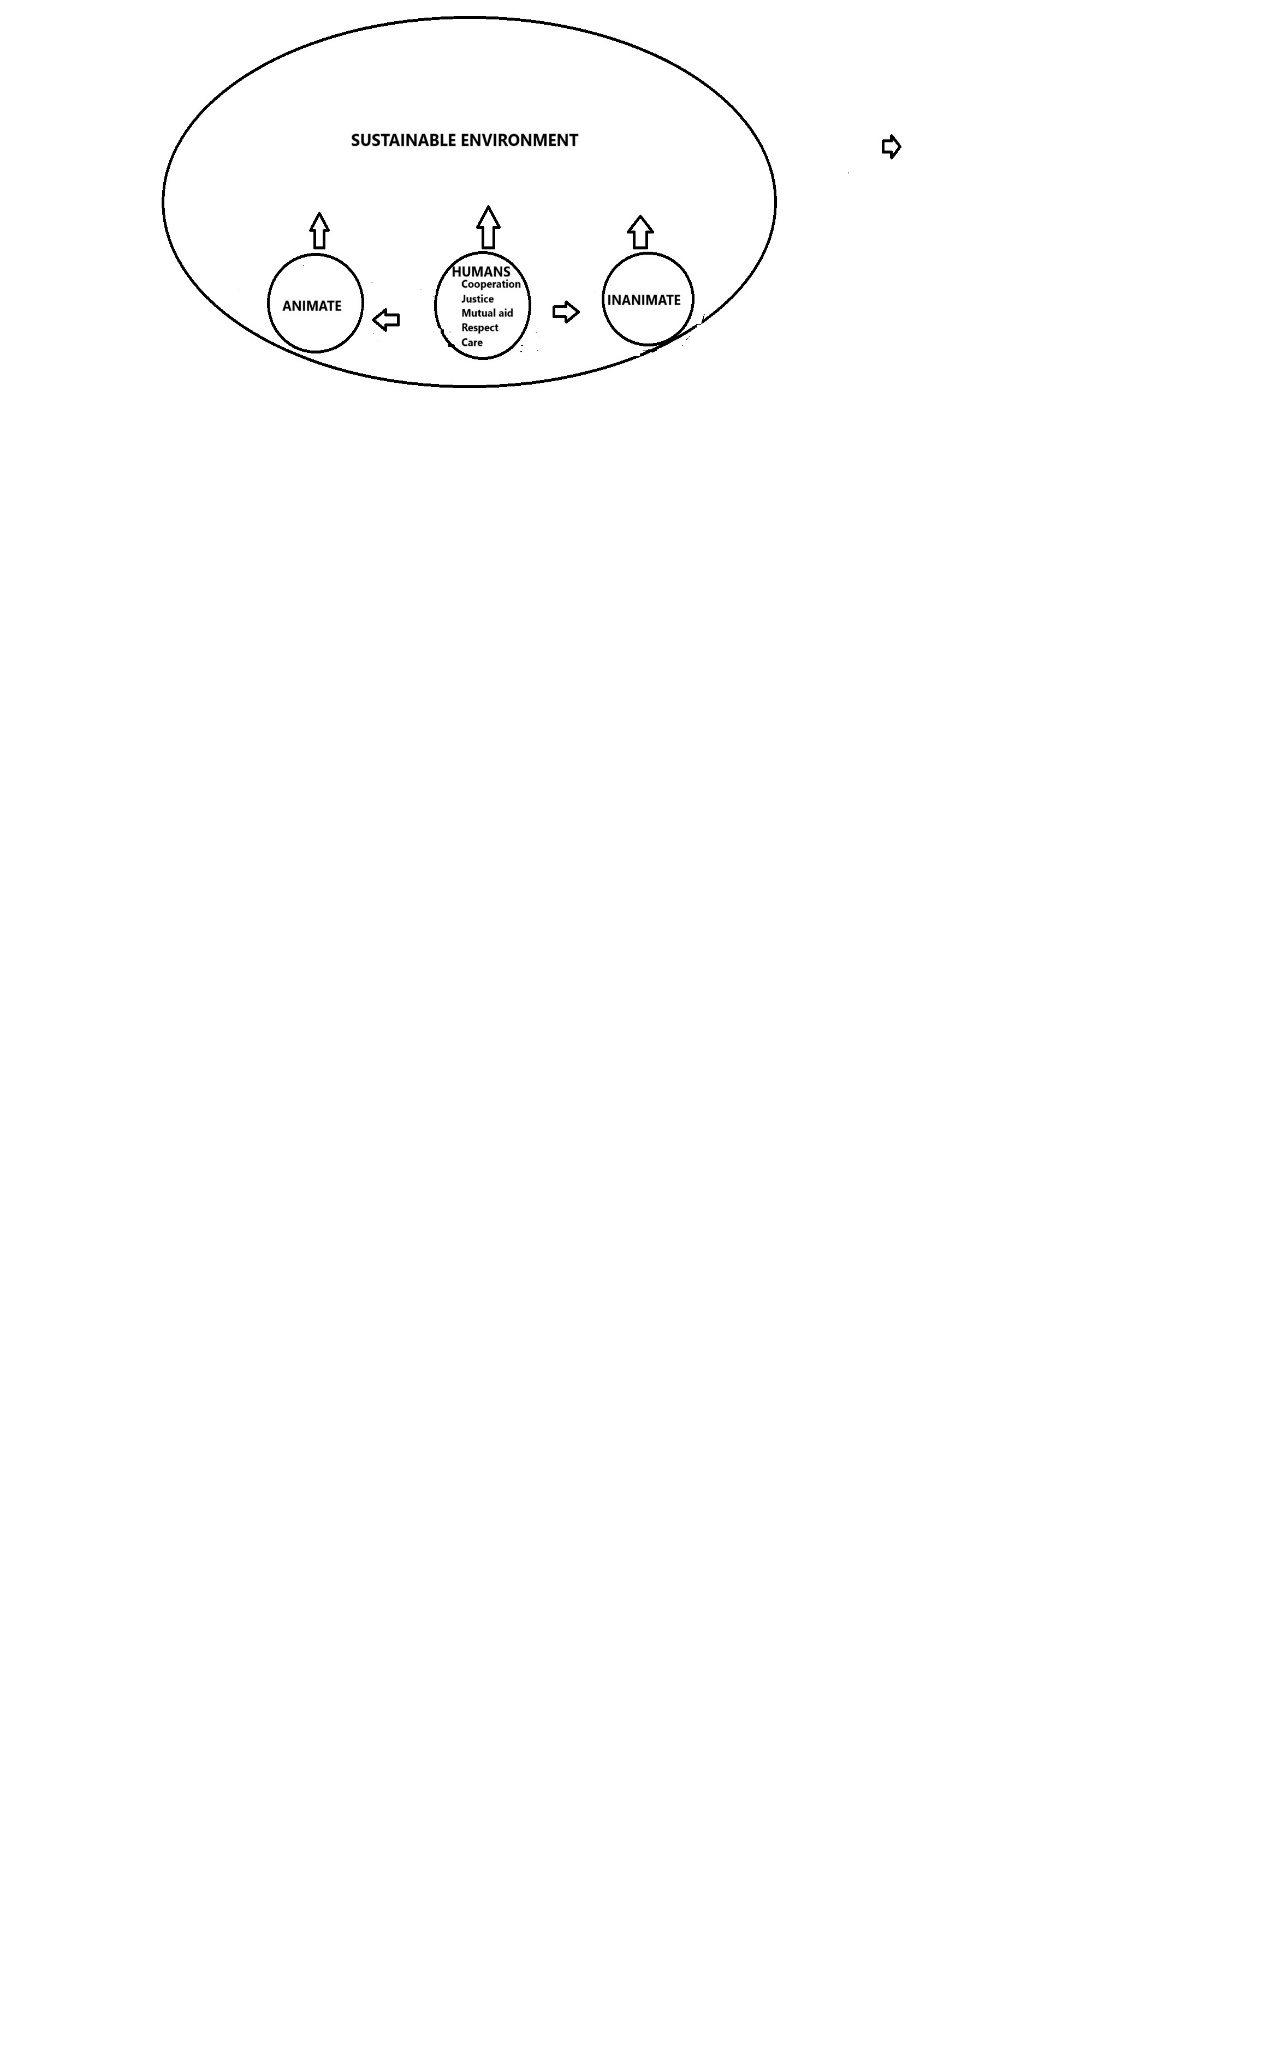 SUSTAINABLE ENVIRONMENT
ANIMATE
HUMANS
Cooperation
Justice
Mutual aid
Respect
Care
INANIMATE